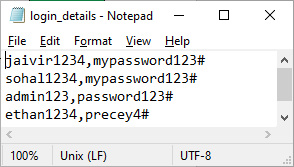 login_details - Notepad
File Edit Format View Help
jaivir1234,mypassword123#
sohal1234,mypassword123#
admin123,password123#
ethan1234,precey4#
100% Unix (LF) UTF-8